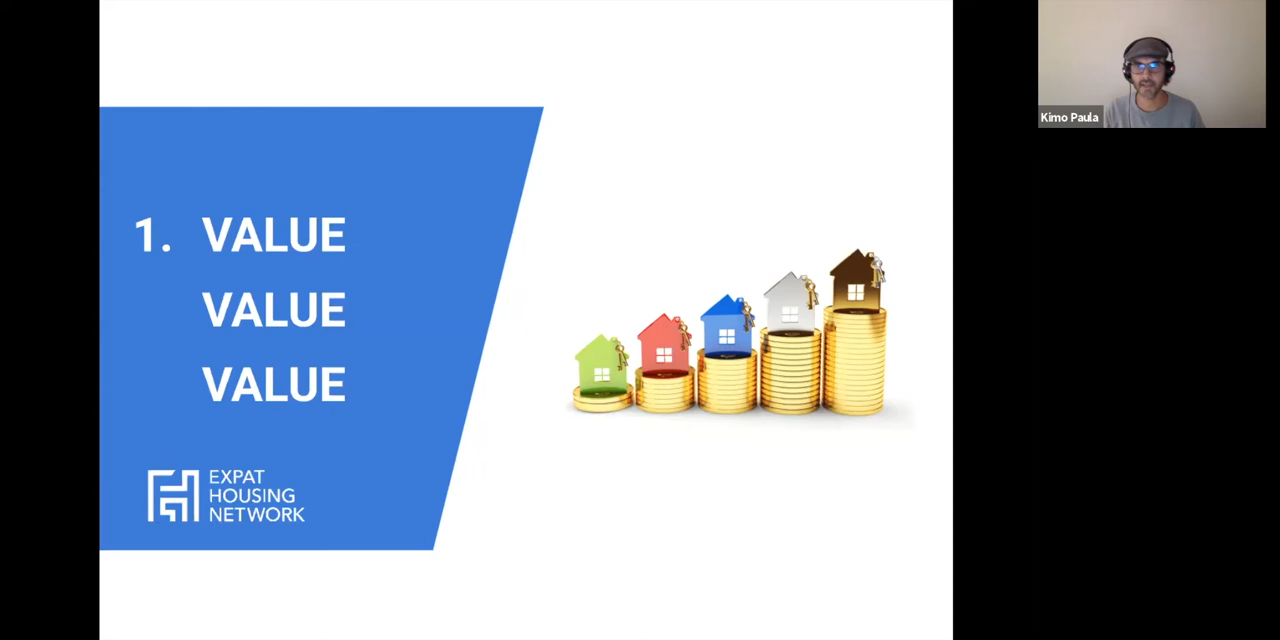 1. VALUE
VALUE
VALUE
EXPAT
HOUSING
NETWORK
Kimo Paula